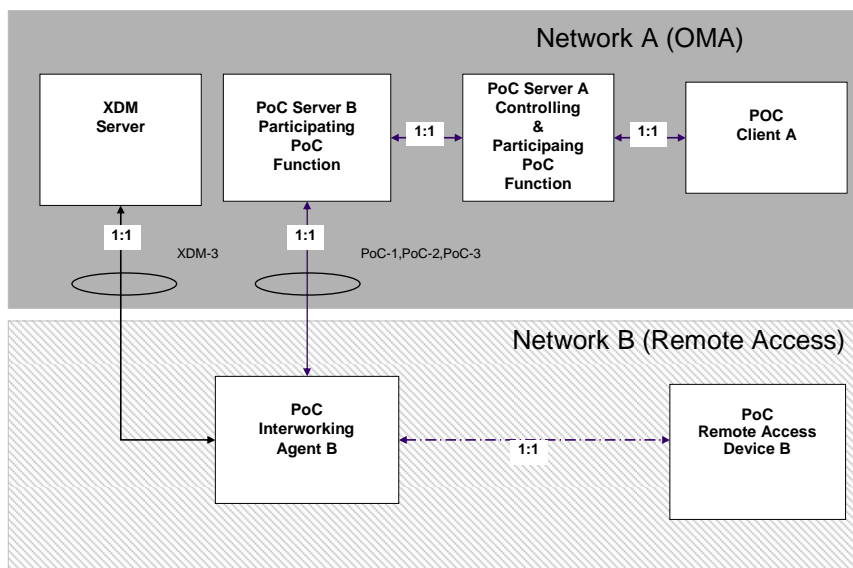 Network A (OMA)
XDM
Server
PoC Server B
Participating
PoC
Function
PoC Server A
Controlling
&
Participaing
PoC
Function
POC
Client A
1:1
1:1
1:1
1:1
XDM-3
PoC-1,PoC-2,PoC-3
Network B (Remote Access)
PoC
Interworking
Agent B
PoC
Remote Access
Device B
1:1